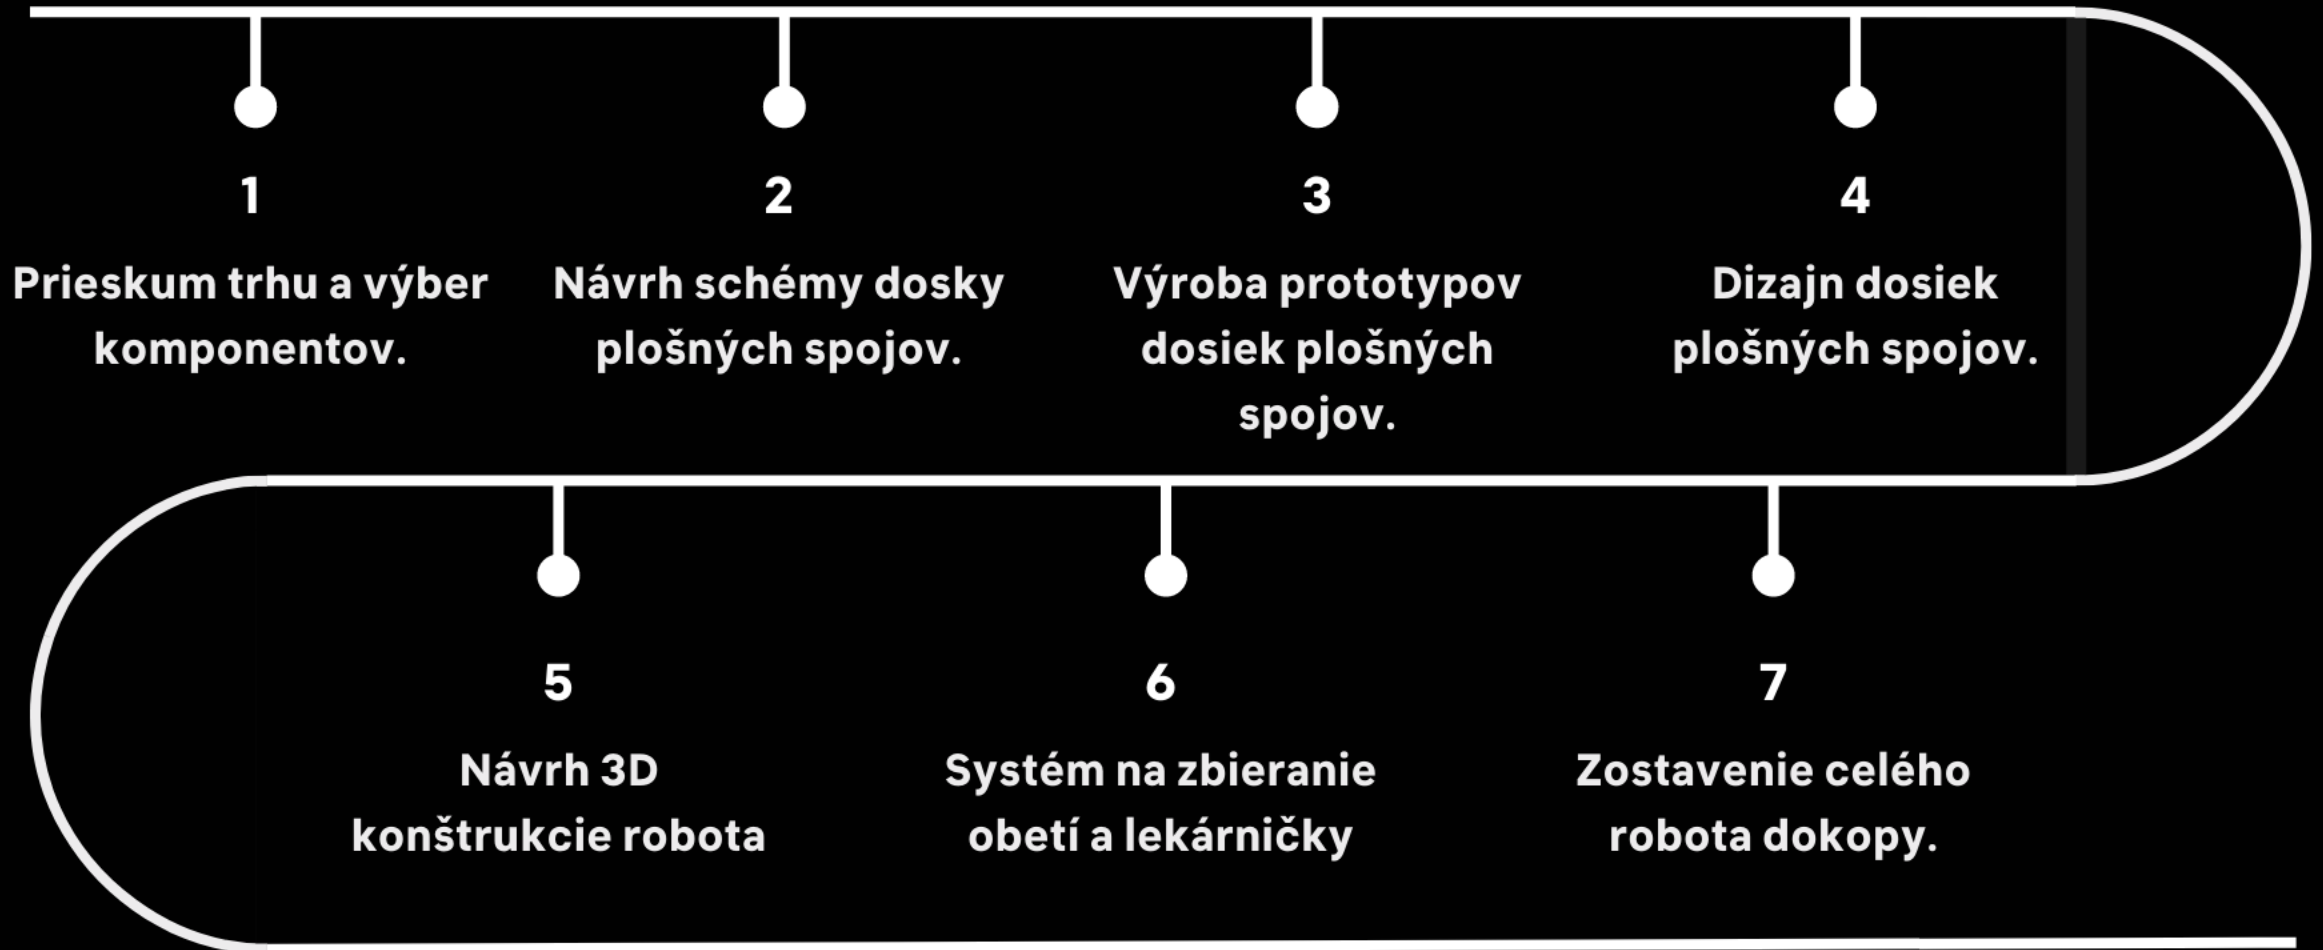 1
Prieskum trhu a výber
komponentov.
2
Návrh schémy dosky
plošných spojov.
3
Výroba prototypov
dosiek plošných
spojov.
4
Dizajn dosiek
plošných spojov.
5
Návrh 3D
konštrukcie robota
6
Systém na zbieranie
obetí a lekárničky
7
Zostavenie celého
robota dokopy.